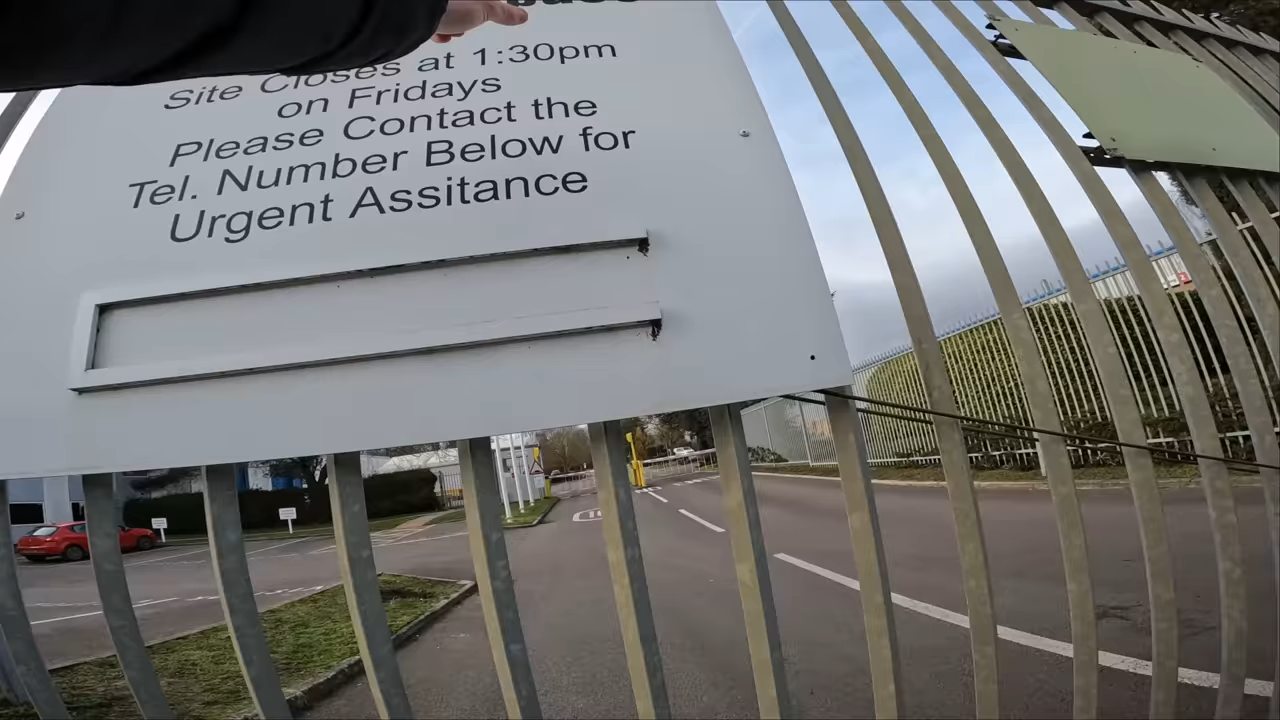 Site Closes at 1:30pm
on Fridays
Please Contact the
Tel. Number Below for
Urgent Assitance